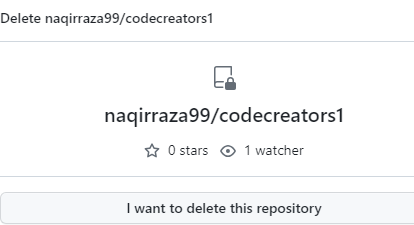 Delete naqirraza99/codecreators1
naqirraza99/codecreators1
0 stars 1 watcher
I want to delete this repository